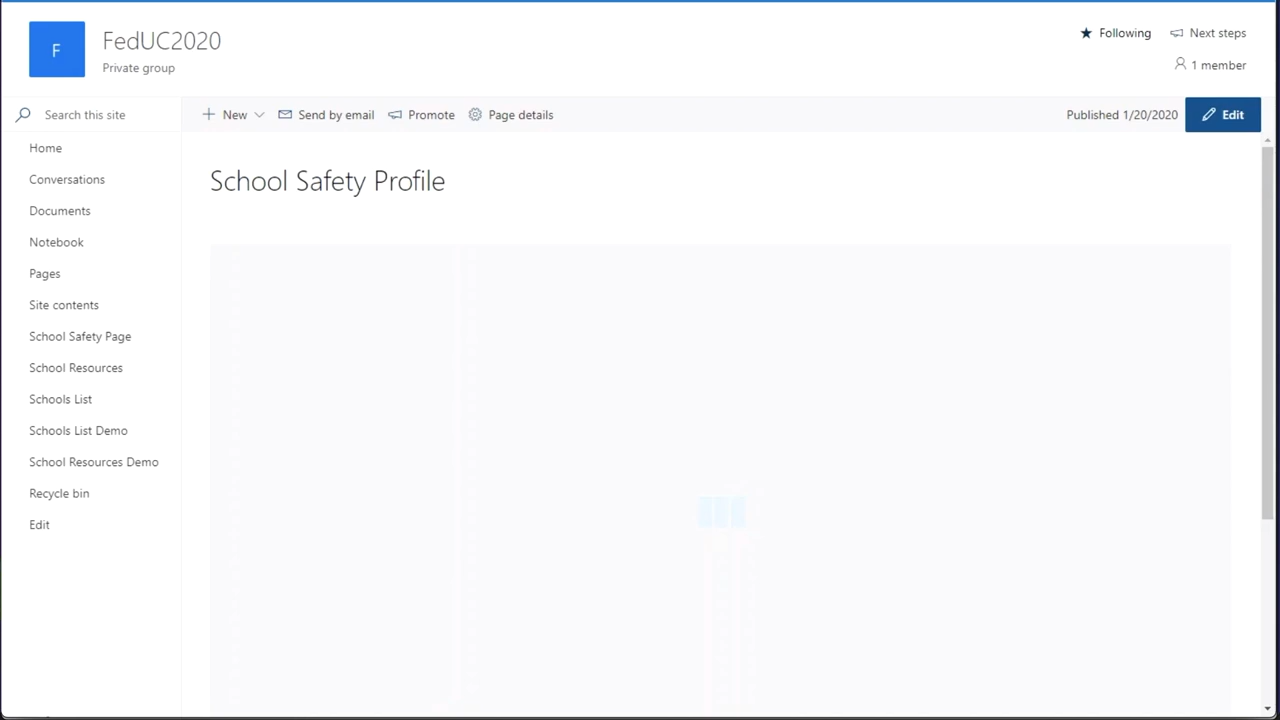 F
FedUC2020
Private group
Following
Next steps
1 member
Search this site
New
Send by email
Promote
Page details
Published 1/20/2020
Edit
Home
Conversations
Documents
Notebook
Pages
Site contents
School Safety Page
School Resources
Schools List
Schools List Demo
School Resources Demo
Recycle bin
Edit
School Safety Profile